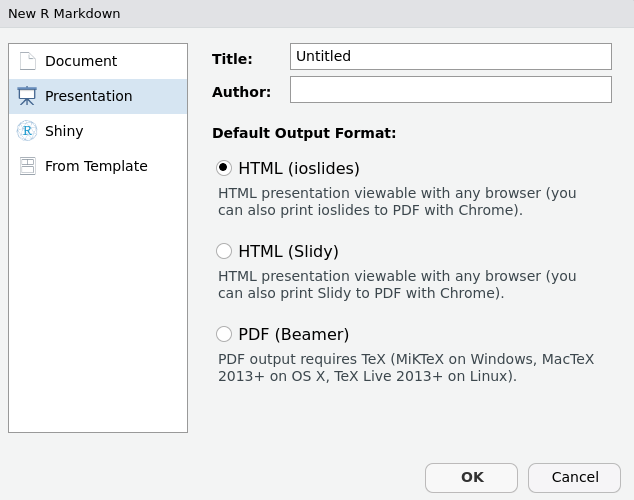 New R Markdown
Document
Presentation
R Shiny
From Template
Title: Untitled
Author:
Default Output Format:
HTML (ioslides)
HTML presentation viewable with any browser (you
can also print ioslides to PDF with Chrome).
HTML (Slidy)
HTML presentation viewable with any browser (you
can also print Slidy to PDF with Chrome).
PDF (Beamer)
PDF output requires TeX (MiKTeX on Windows, MacTeX
2013+ on OS X, TeX Live 2013+ on Linux).
OK Cancel